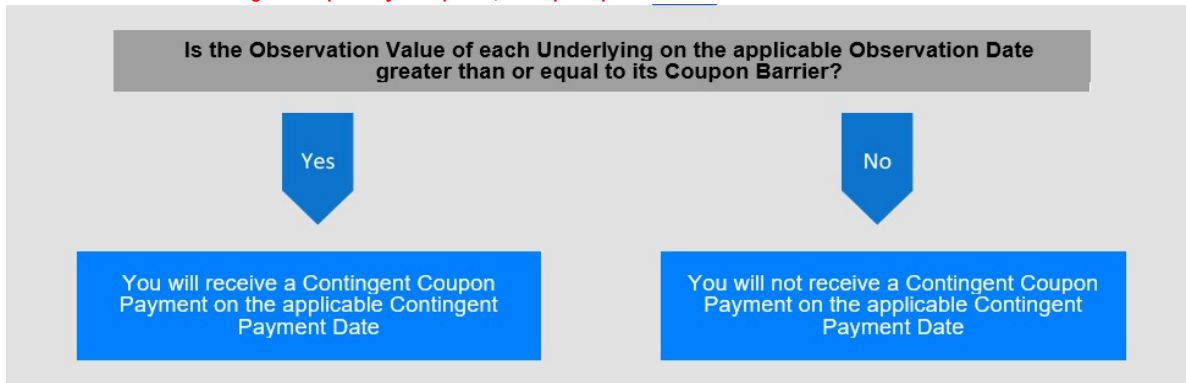 Is the Observation Value of each Underlying on the applicable Observation Date
greater than or equal to its Coupon Barrier?
Yes
No
You will receive a Contingent Coupon
Payment on the applicable Contingent
Payment Date
You will not receive a Contingent Coupon
Payment on the applicable Contingent
Payment Date